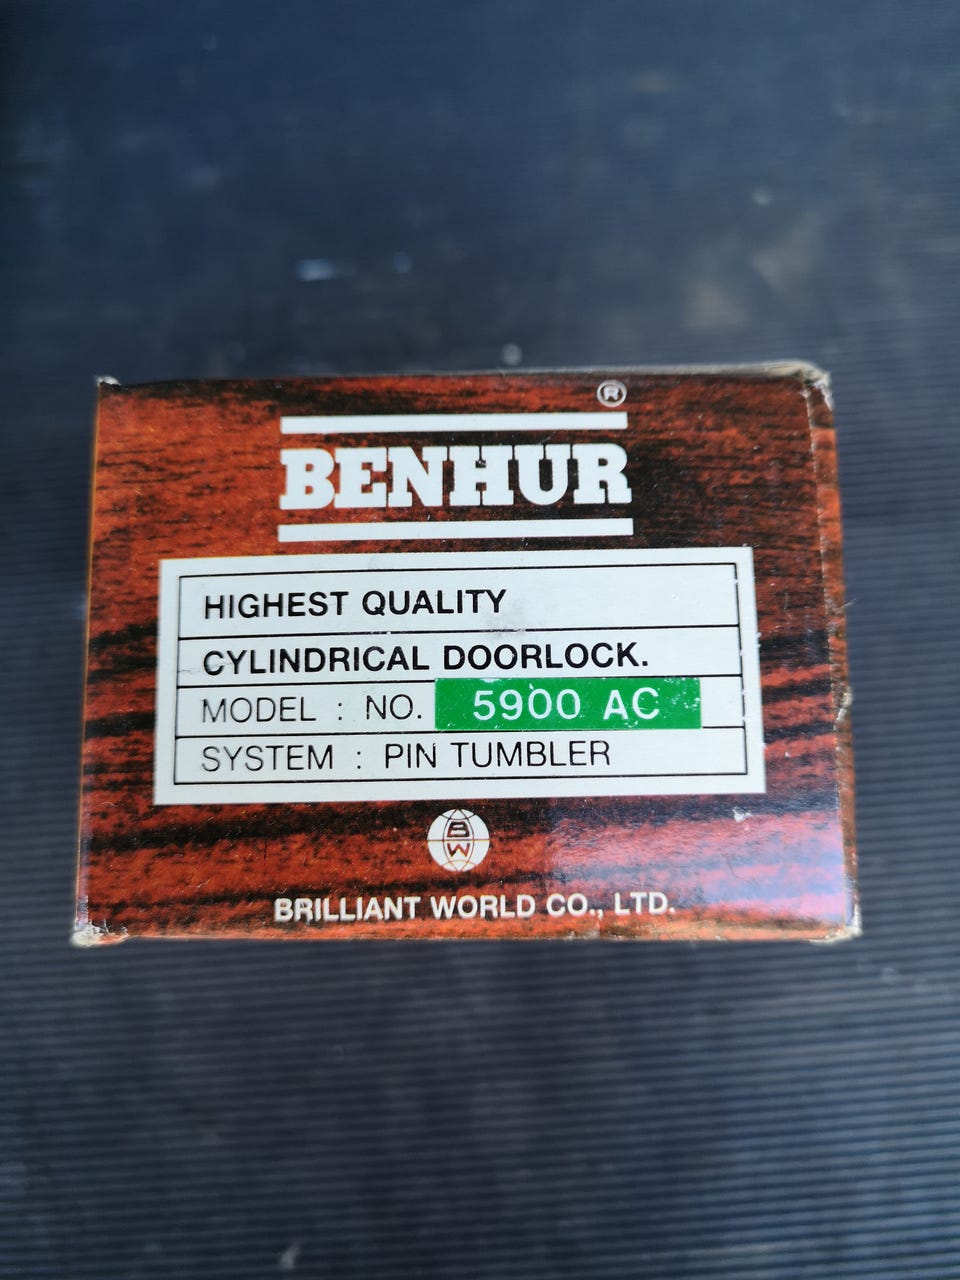 ®
BENHUR
HIGHEST QUALITY
CYLINDRICAL DOORLOCK.
MODEL : NO. 5900 AC
SYSTEM : PIN TUMBLER
BW
BRILLIANT WORLD CO., LTD.